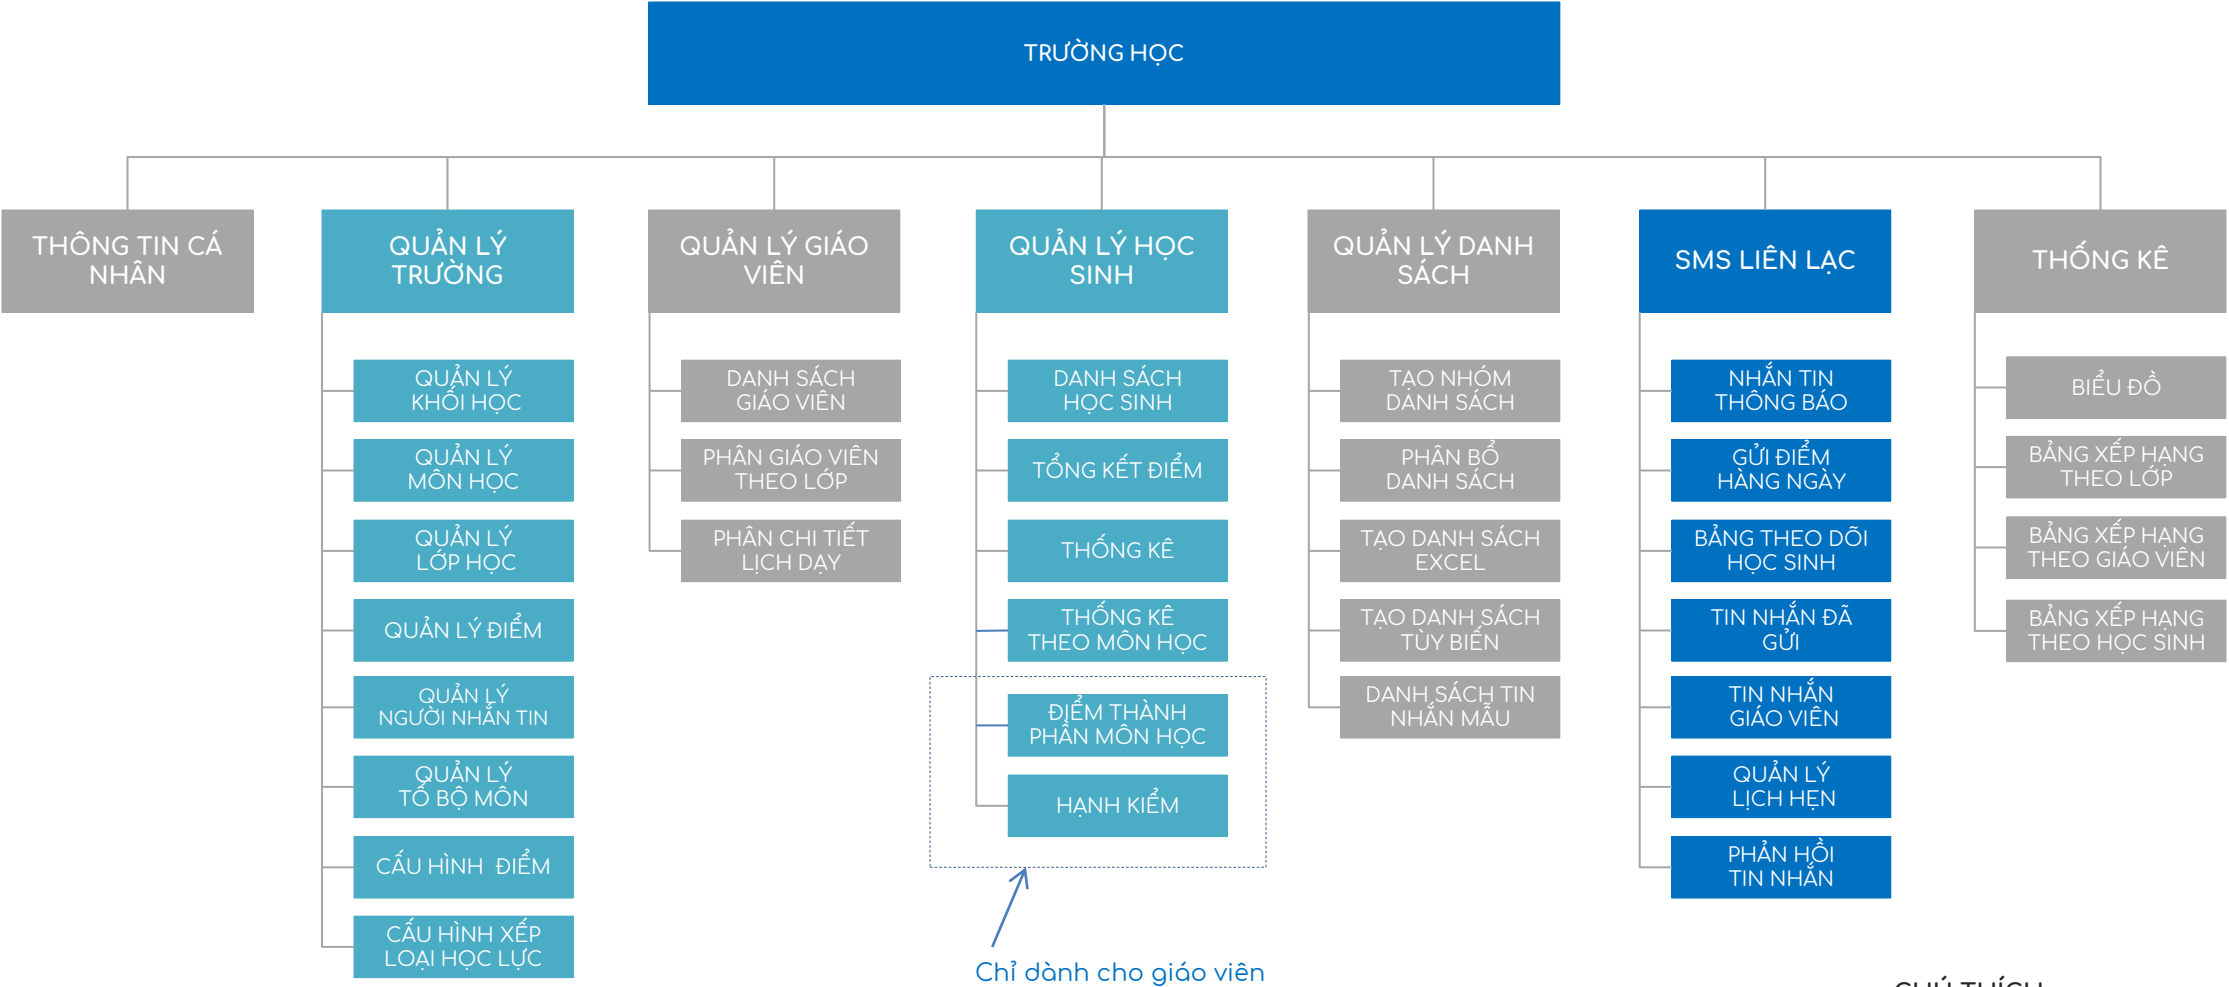 TRƯỜNG HỌC
THÔNG TIN CÁ
NHÂN
QUẢN LÝ
TRƯỜNG
QUẢN LÝ
KHỐI HỌC
QUẢN LÝ
MÔN HỌC
QUẢN LÝ
LỚP HỌC
QUẢN LÝ ĐIỂM
QUẢN LÝ
NGƯỜI NHẮN TIN
QUẢN LÝ
TỔ BỘ MÔN
CẤU HÌNH ĐIỂM
CẤU HÌNH XẾP
LOẠI HỌC LỰC
QUẢN LÝ GIÁO
VIÊN
DANH SÁCH
GIÁO VIÊN
PHÂN GIÁO VIÊN
THEO LỚP
PHÂN CHI TIẾT
LỊCH DẠY
QUẢN LÝ HỌC
SINH
DANH SÁCH
HỌC SINH
TỔNG KẾT ĐIỂM
THỐNG KÊ
THỐNG KÊ
THEO MÔN HỌC
ĐIỂM THÀNH
PHẦN MÔN HỌC
HẠNH KIỂM
Chỉ dành cho giáo viên
QUẢN LÝ DANH
SÁCH
TẠO NHÓM
DANH SÁCH
PHÂN BỔ
DANH SÁCH
TẠO DANH SÁCH
EXCEL
TẠO DANH SÁCH
TÙY BIẾN
DANH SÁCH TIN
NHẮN MẪU
SMS LIÊN LẠC
NHẮN TIN
THÔNG BÁO
GỬI ĐIỂM
HÀNG NGÀY
BẢNG THEO DÕI
HỌC SINH
TIN NHẮN ĐÃ
GỬI
TIN NHẮN
GIÁO VIÊN
QUẢN LÝ
LỊCH HẸN
PHẢN HỒI
TIN NHẮN
THỐNG KÊ
BIỂU ĐỒ
BẢNG XẾP HẠNG
THEO LỚP
BẢNG XẾP HẠNG
THEO GIÁO VIÊN
BẢNG XẾP HẠNG
THEO HỌC SINH
CHÚ THÍCH